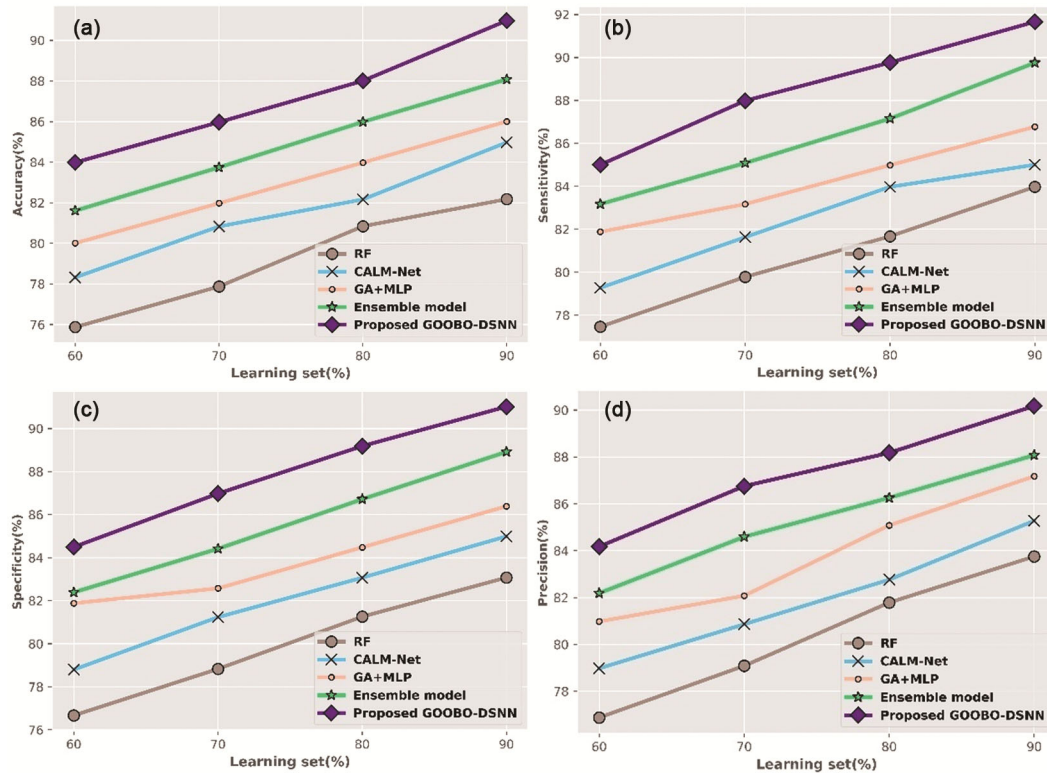 (a)
Accuracy(%)
90
88
86
84
82
80
78
76
RF
CALM-Net
GA+MLP
Ensemble model
Proposed GOOBO-DSNN
60 70 80 90
Learning set(%)
(b)
Sensitivity(%)
92
90
88
86
84
82
80
78
RF
CALM-Net
GA+MLP
Ensemble model
Proposed GOOBO-DSNN
60 70 80 90
Learning set(%)
(c)
Specificity(%)
90
88
86
84
82
80
78
76
RF
CALM-Net
GA+MLP
Ensemble model
Proposed GOOBO-DSNN
60 70 80 90
Learning set(%)
(d)
Precision(%)
90
88
86
84
82
80
78
RF
CALM-Net
GA+MLP
Ensemble model
Proposed GOOBO-DSNN
60 70 80 90
Learning set(%)